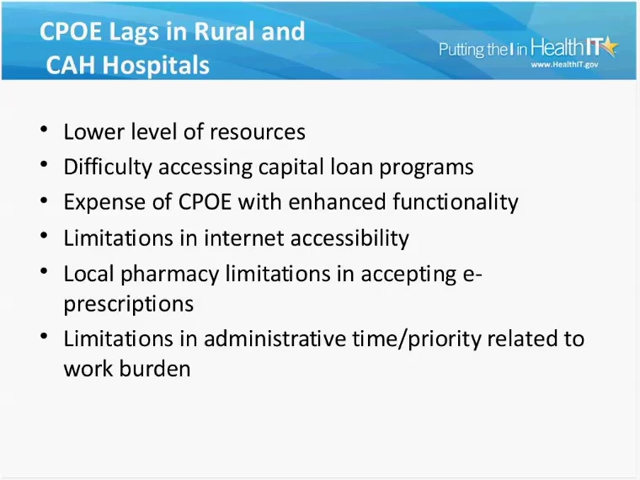 CPOE Lags in Rural and
CAH Hospitals
Putting the I in HealthIT
www.HealthIT.gov
• Lower level of resources
• Difficulty accessing capital loan programs
• Expense of CPOE with enhanced functionality
• Limitations in internet accessibility
• Local pharmacy limitations in accepting e-
prescriptions
• Limitations in administrative time/priority related to
work burden